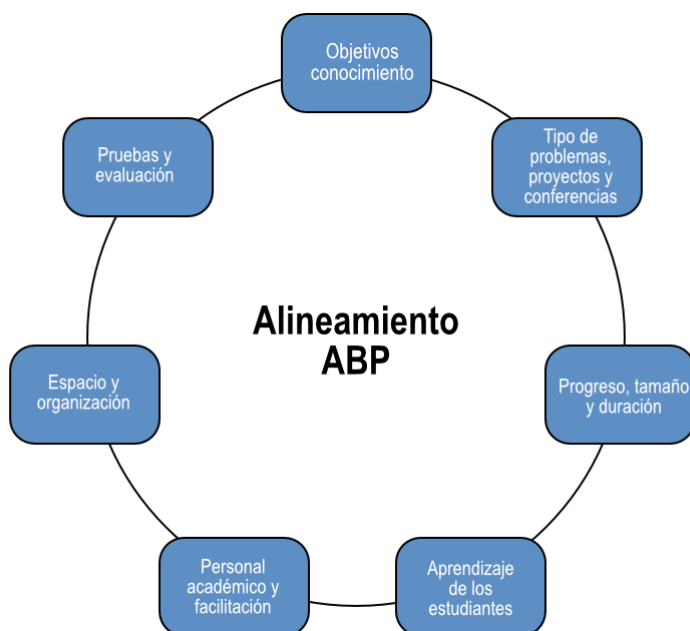 Objetivos
conocimiento
Tipo de
problemas,
proyectos y
conferencias
Progreso, tamaño
y duración
Aprendizaje
de los
estudiantes
Personal
académico y
facilitación
Espacio y
organización
Pruebas y
evaluación
Alineamiento
ABP